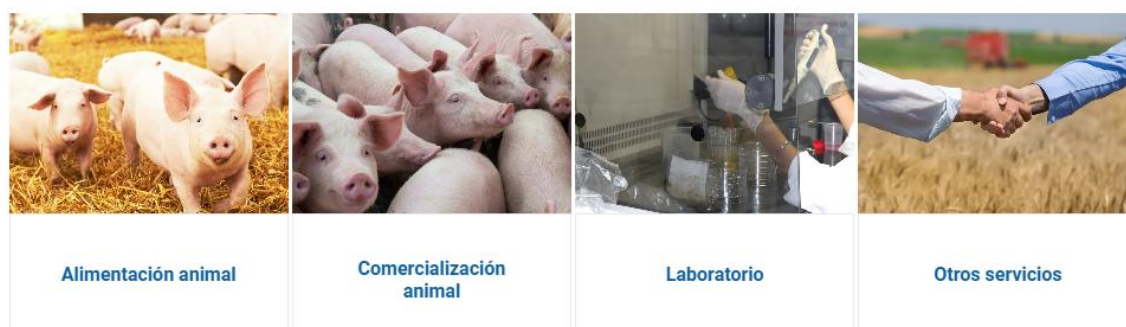 Alimentación animal
Comercialización
animal
Laboratorio
Otros servicios